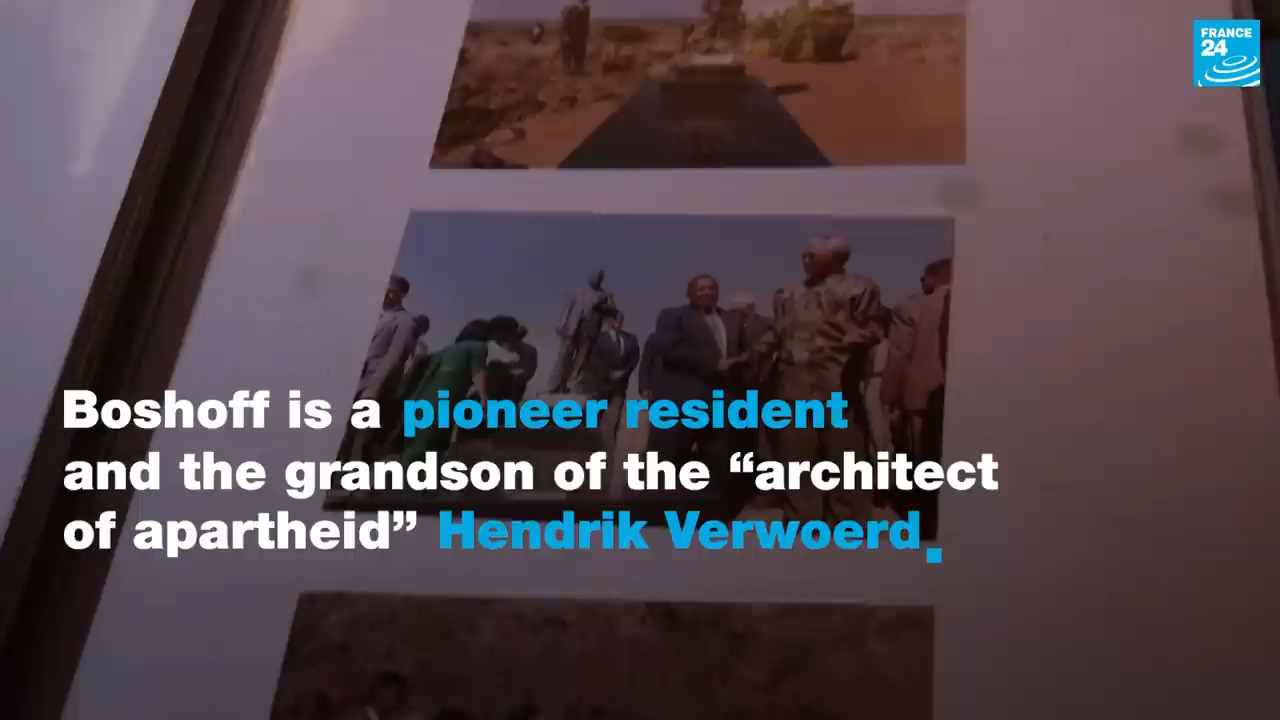 FRANCE
24
Boshoff is a pioneer resident
and the grandson of the “architect
of apartheid” Hendrik Verwoerd.